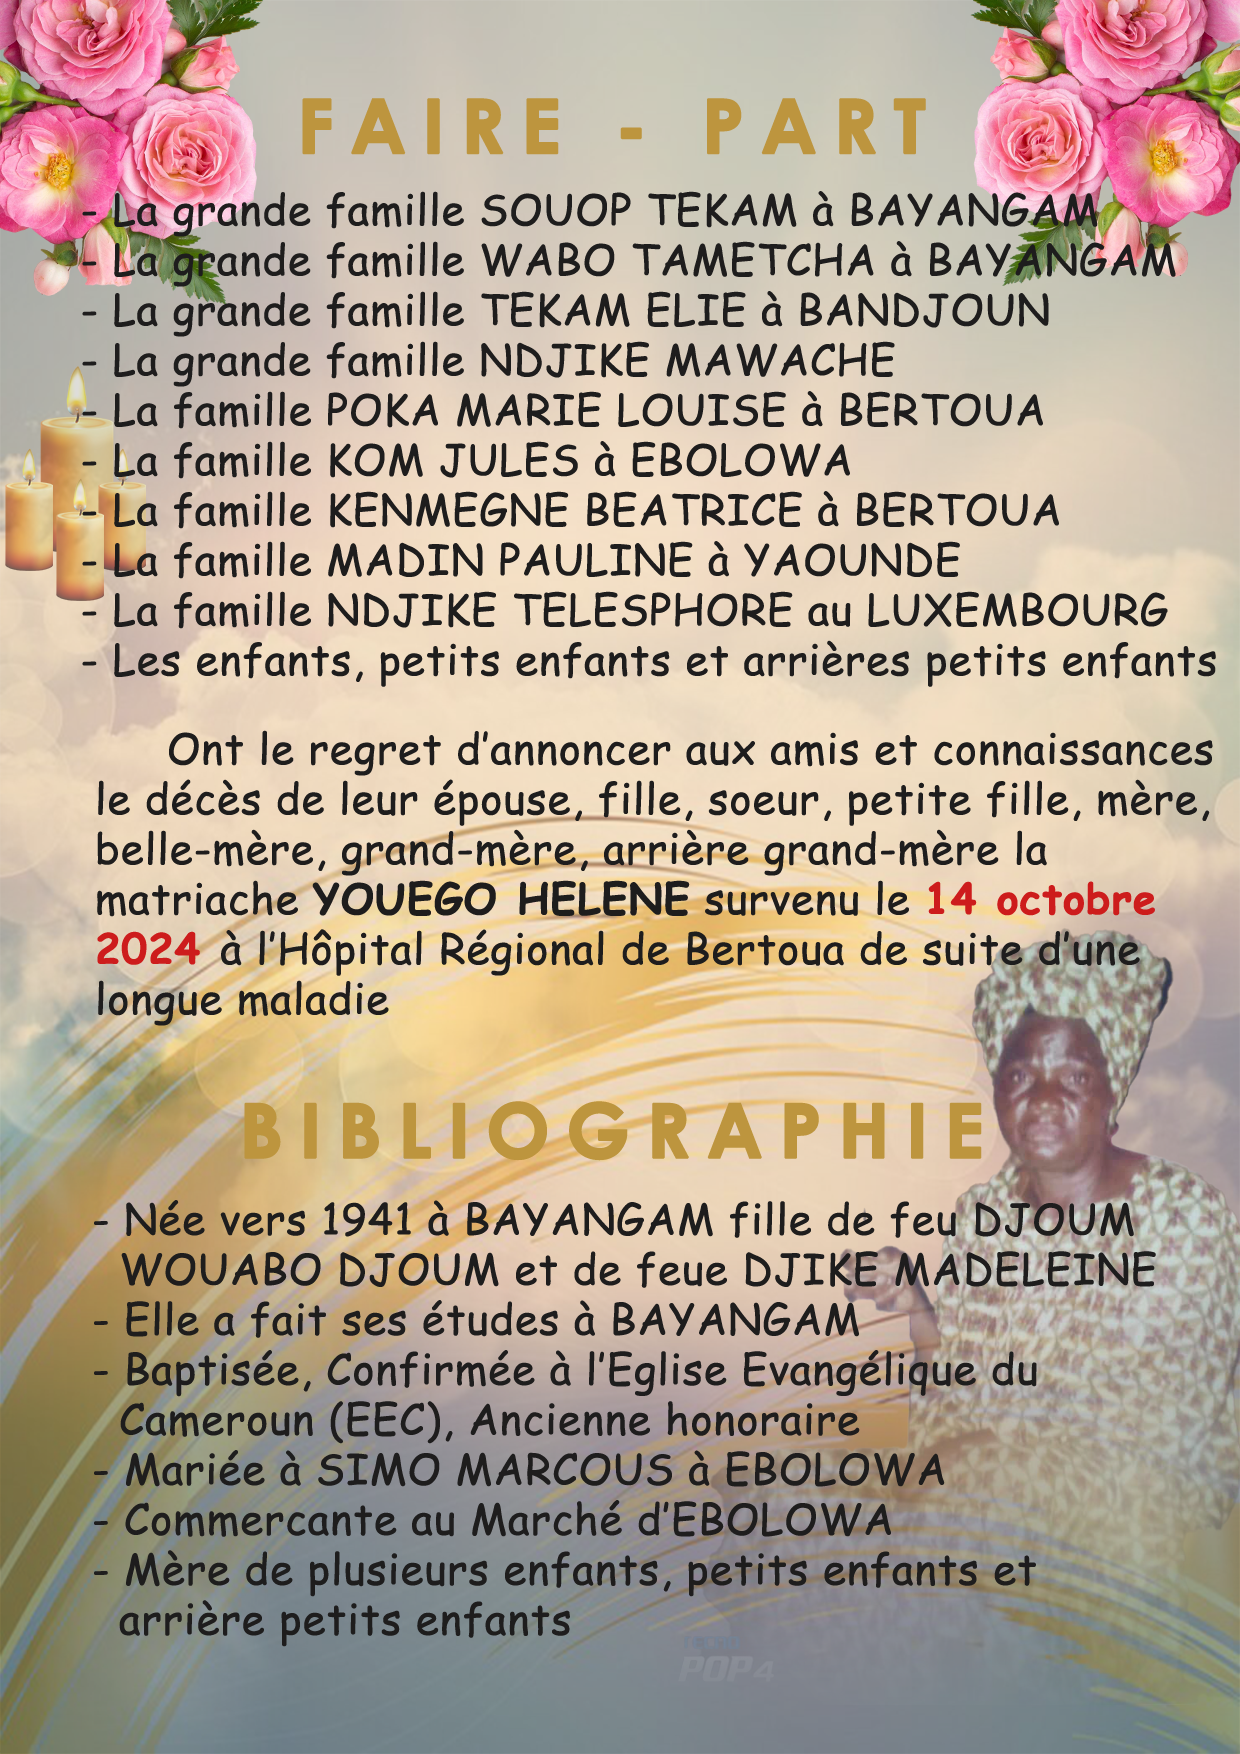 FAIRE - PART
- La grande famille SOUOP TEKAM à BAYANGAM
- La grande famille WABO TAMETCHA à BAYANGAM
- La grande famille TEKAM ELIE à BANDJOUN
- La grande famille NDJIKE MAWACHE
- La famille POKA MARIE LOUISE à BERTOUA
- La famille KOM JULES à EBOLOWA
- La famille KENMEGNE BEATRICE à BERTOUA
- La famille MADIN PAULINE à YAOUNDE
- La famille NDJIKE TELESPHORE au LUXEMBOURG
- Les enfants, petits enfants et arrières petits enfants
Ont le regret d'annoncer aux amis et connaissances
le décès de leur épouse, fille, soeur, petite fille, mère,
belle-mère, grand-mère, arrière grand-mère la
matriache YOUEGO HELENE survenu le 14 octobre
2024 à l'Hôpital Régional de Bertoua de suite d'une
longue maladie
BIBLIOGRAPHIE
- Née vers 1941 à BAYANGAM fille de feu DJOUM
WOUABO DJOUM et de feue DJIKE MADELEINE
- Elle a fait ses études à BAYANGAM
- Baptisée, Confirmée à l'Eglise Evangélique du
Cameroun (EEC), Ancienne honoraire
- Mariée à SIMO MARCOUS à EBOLOWA
- Commercante au Marché d'EBOLOWA
- Mère de plusieurs enfants, petits enfants et
arrière petits enfants
POP 4